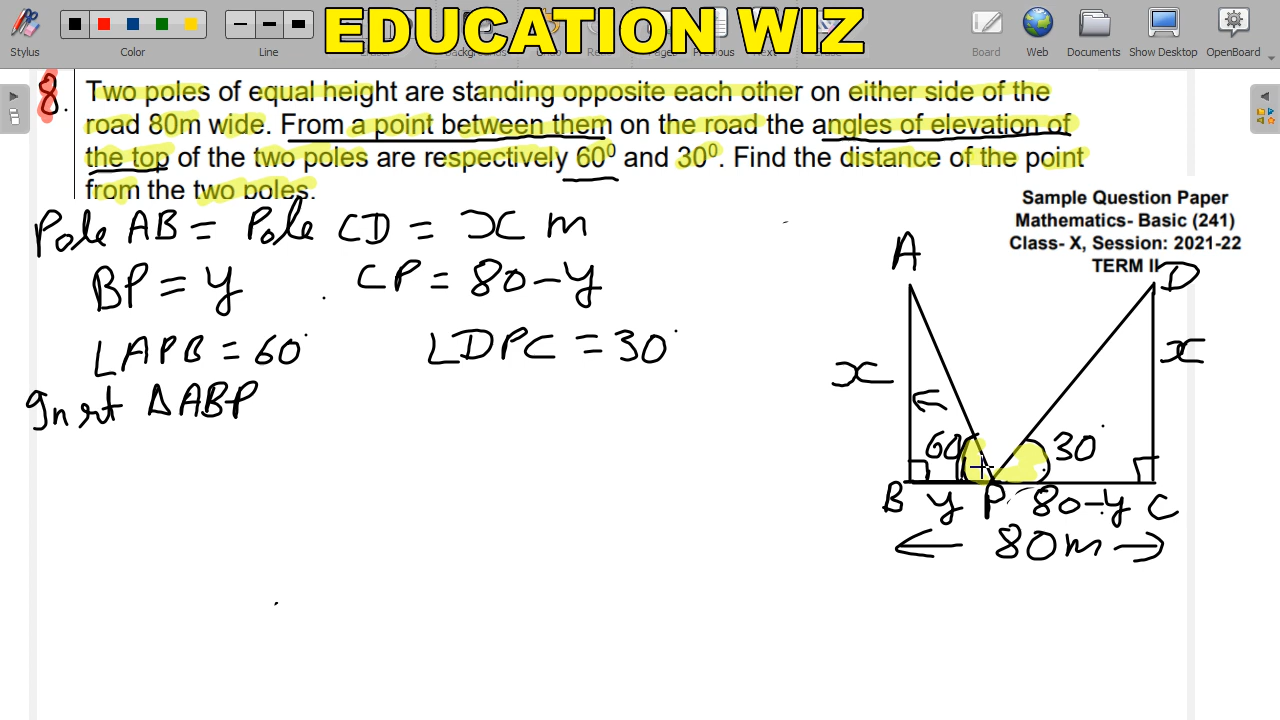 EDUCATION WIZ
Stylus
Color
Line
Backgrounds
Previous
Board
Web
Documents
Show Desktop
OpenBoard
8. Two poles of equal height are standing opposite each other on either side of the
road 80m wide. From a point between them on the road the angles of elevation of
the top of the two poles are respectively 60⁰ and 30⁰. Find the distance of the point
from the two poles.
Sample Question Paper
Mathematics- Basic (241)
Class- X, Session: 2021-22
TERM II
Pole AB = Pole CD = x m
BP = y CP = 80-y
∠APB = 60° ∠DPC = 30°
In rt ΔABP
A D
x x
60 30°
B y P 80-y C
80m